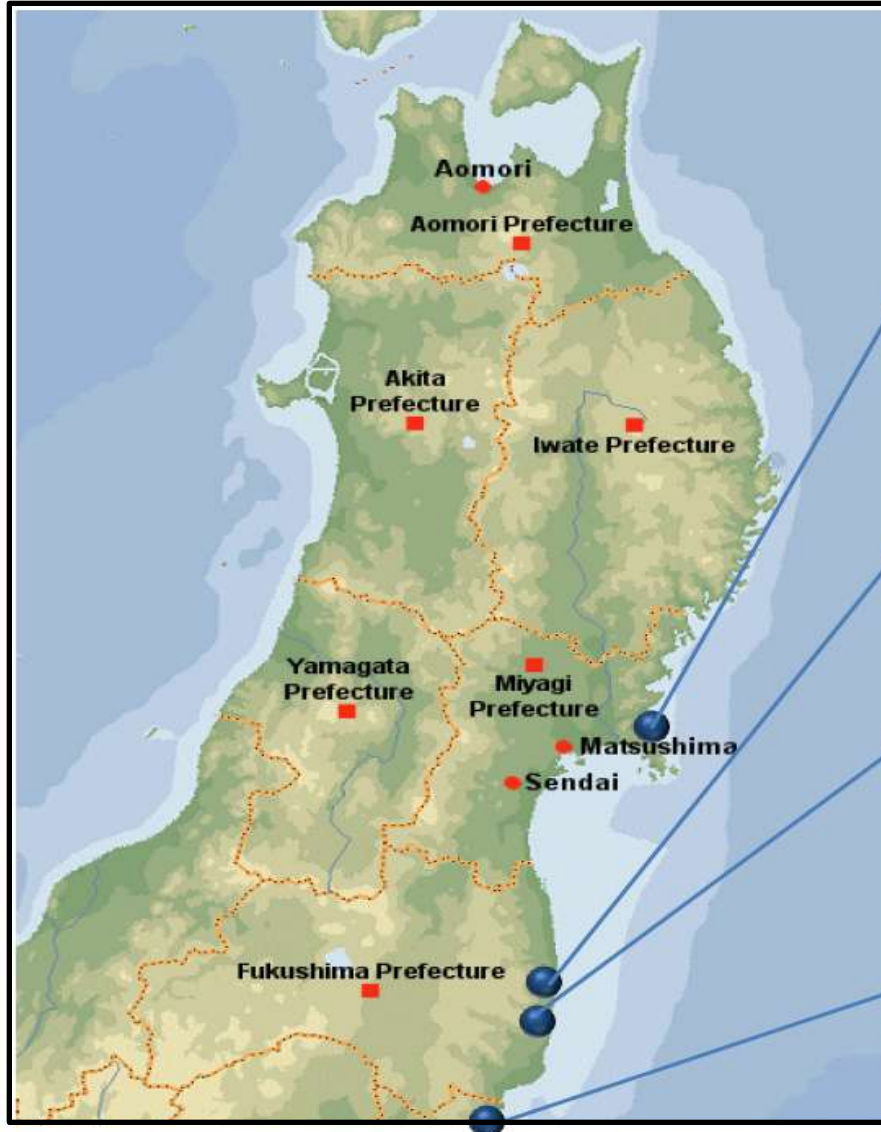 Aomori
Aomori Prefecture
Akita
Prefecture
Iwate Prefecture
Yamagata
Prefecture
Miyagi
Prefecture
Matsushima
Sendai
Fukushima Prefecture